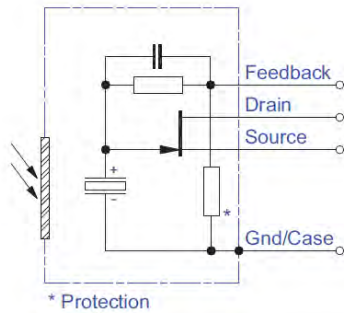 Feedback
Drain
Source
+
-
*
Gnd/Case
* Protection